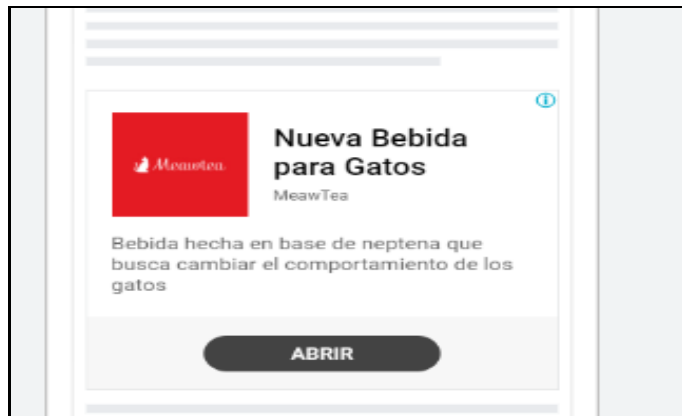 Meawtea
Nueva Bebida
para Gatos
MeawTea
Bebida hecha en base de neptena que
busca cambiar el comportamiento de los
gatos
ABRIR